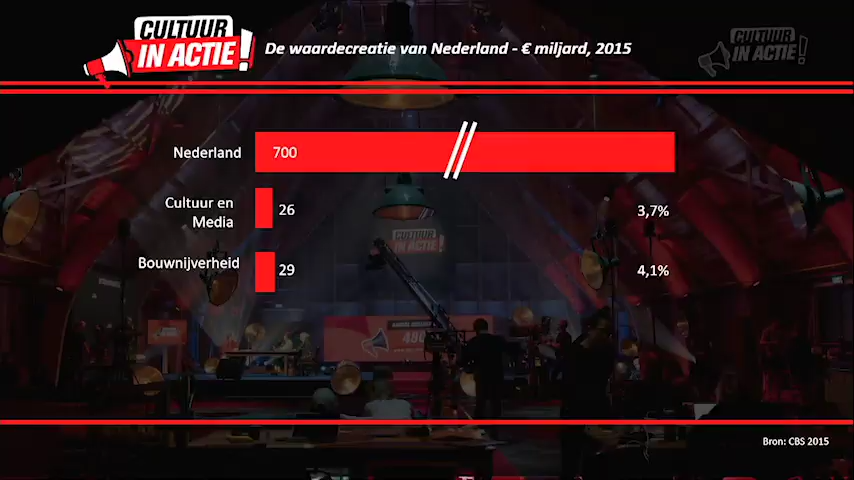 CULTUUR
IN ACTIE!
De waardecreatie van Nederland - € miljard, 2015
CULTUUR
IN ACTIE!
Nederland 700
Cultuur en
Media 26 3,7%
Bouwnijverheid 29 4,1%
CULTUUR
IN ACTIE!
Bron: CBS 2015